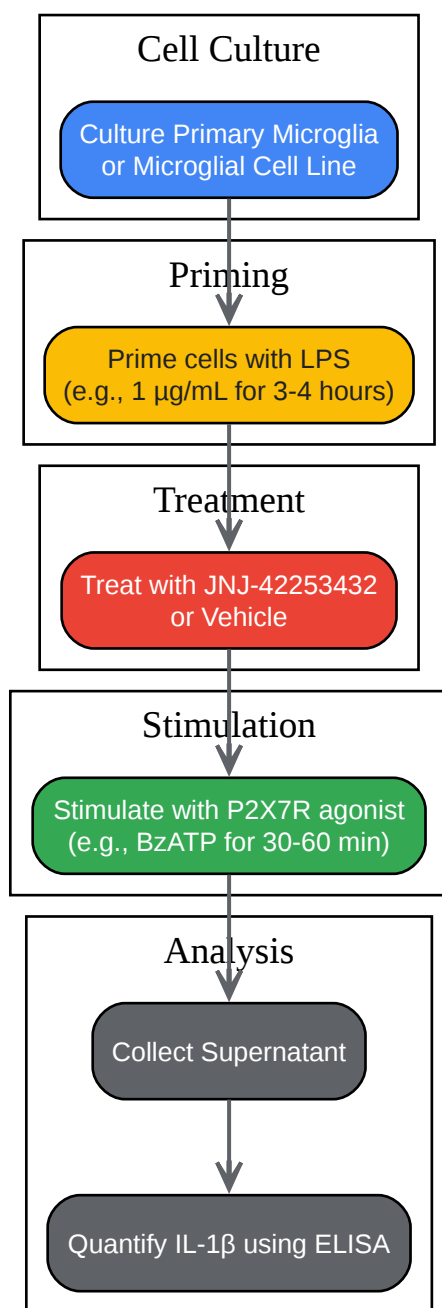 Cell Culture
Culture Primary Microglia
or Microglial Cell Line
Priming
Prime cells with LPS
(e.g., 1 µg/mL for 3-4 hours)
Treatment
Treat with JNJ-42253432
or Vehicle
Stimulation
Stimulate with P2X7R agonist
(e.g., BzATP for 30-60 min)
Analysis
Collect Supernatant
Quantify IL-1β using ELISA